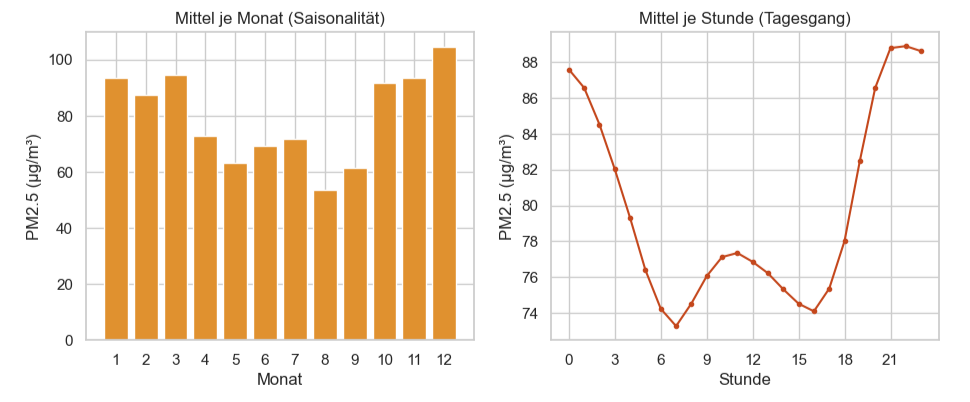 Mittel je Monat (Saisonalität)
PM2.5 (µg/m³)
100
80
60
40
20
0
1 2 3 4 5 6 7 8 9 10 11 12
Monat
Mittel je Stunde (Tagesgang)
PM2.5 (µg/m³)
88
86
84
82
80
78
76
74
0 3 6 9 12 15 18 21
Stunde